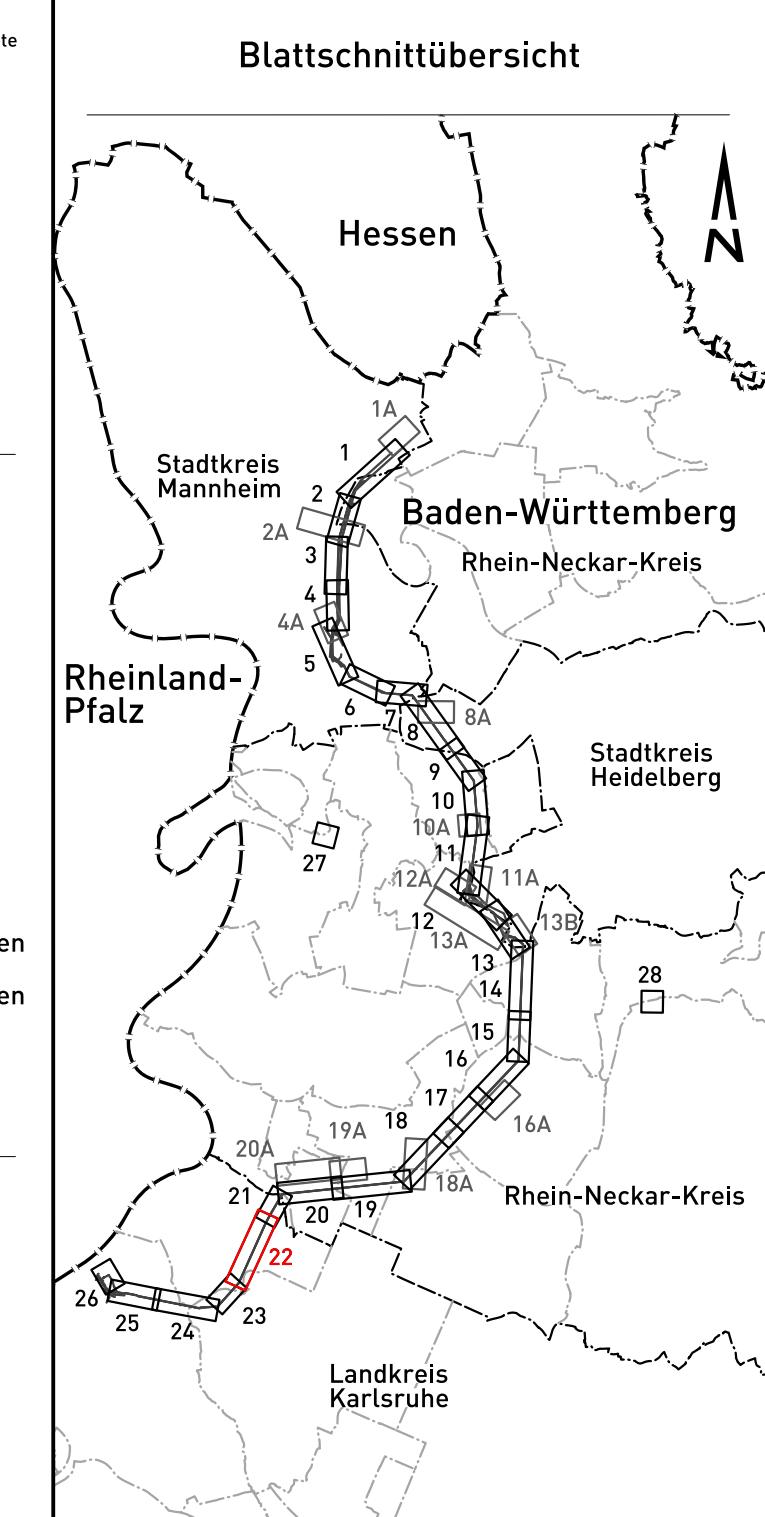 te
Blattschnittübersicht
N
Hessen
1A
1
Stadtkreis
Mannheim
2
Baden-Württemberg
2A
3
Rhein-Neckar-Kreis
4
4A
5
Rheinland-
Pfalz
6
7
8A
8
Stadtkreis
Heidelberg
9
10
10A
27
11
12A
11A
12
13B
13A
en
13
28
14
en
15
16
17
18
16A
19A
20A
18A
21
20
19
Rhein-Neckar-Kreis
22
26
25
24
23
Landkreis
Karlsruhe